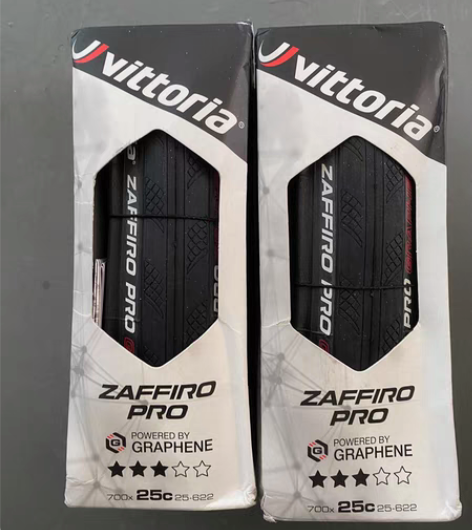 vittoria®
ZAFFIRO PRO
ZAFFIRO
PRO
G
POWERED BY
GRAPHENE
★★★☆☆
700x 25c 25-622
vittoria®
ZAFFIRO PRO
PRO
ZAFFIRO
PRO
G
POWERED BY
GRAPHENE
★★★☆☆
700x 25c 25-622